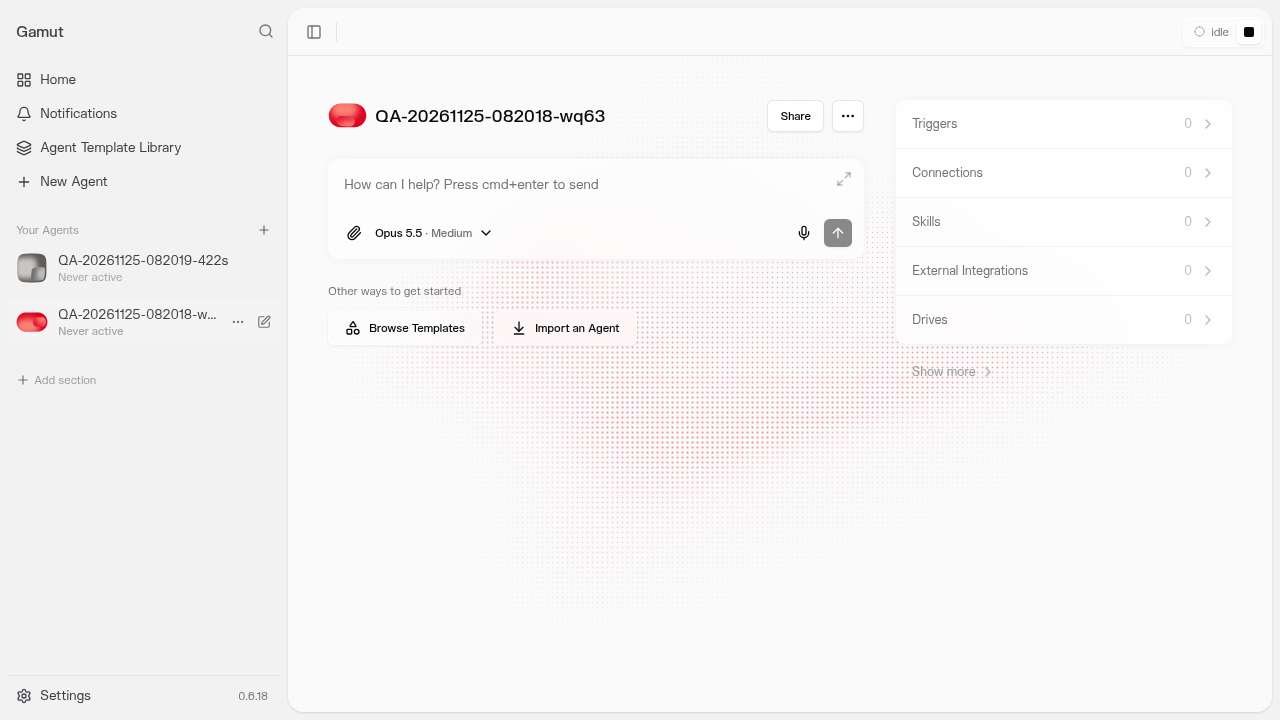 Gamut
Home
Notifications
Agent Template Library
New Agent
Your Agents
QA-20261125-082019-422s
Never active
QA-20261125-082018-w...
Never active
Add section
Settings
0.6.18
idle
QA-20261125-082018-wq63
Share
How can I help? Press cmd+enter to send
Opus 5.5 · Medium
Other ways to get started
Browse Templates
Import an Agent
Triggers 0
Connections 0
Skills 0
External Integrations 0
Drives 0
Show more